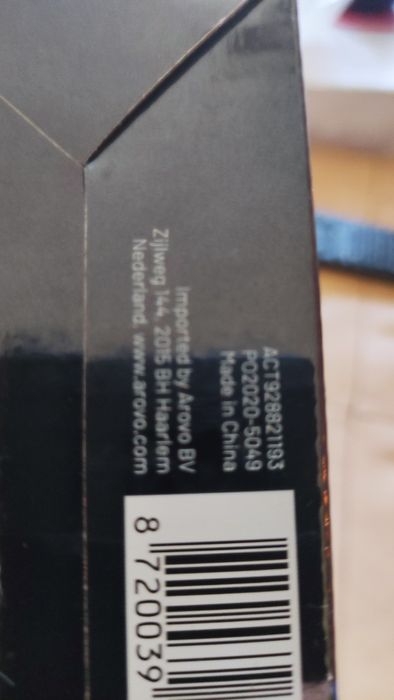 ACT928821193
PO2020-5049
Made in China
Imported by Arovo BV
Zijlweg 144, 2015 BH Haarlem
Nederland. www.arovo.com
8 720039